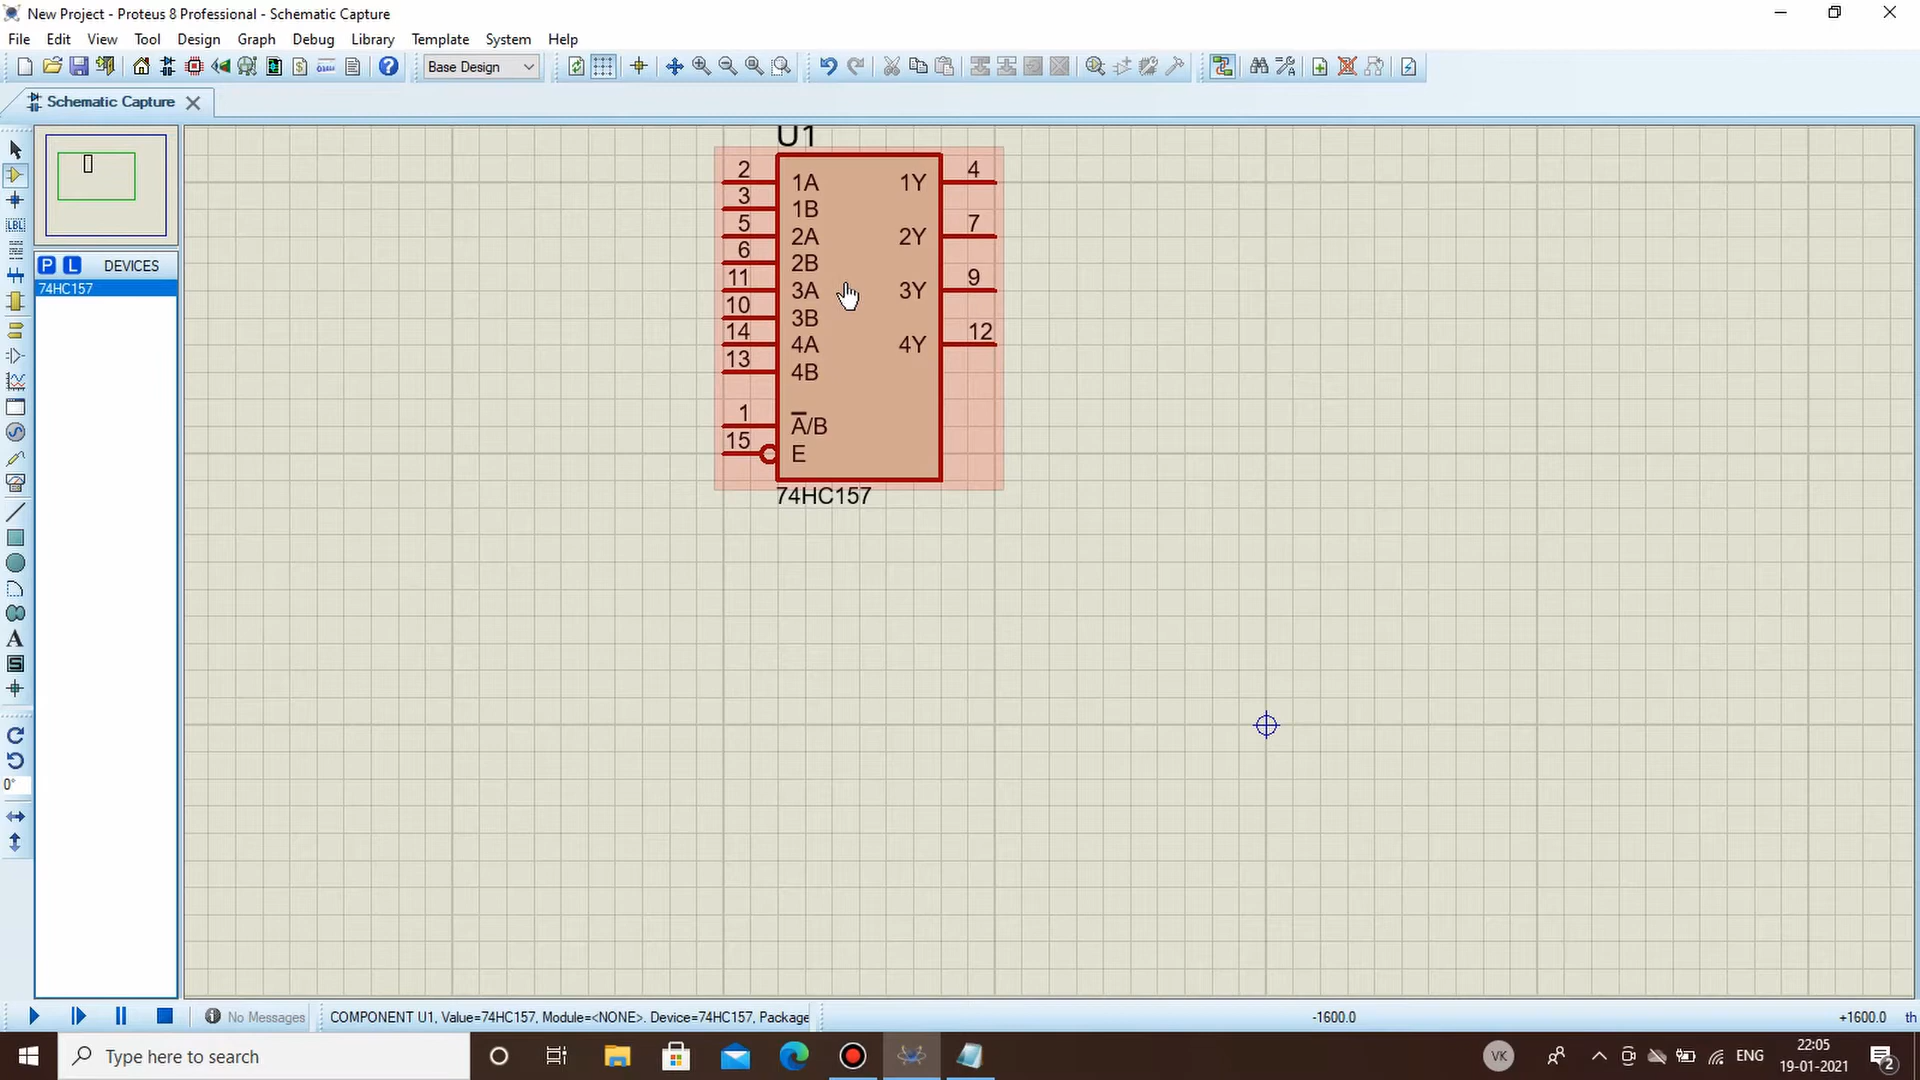 New Project - Proteus 8 Professional - Schematic Capture
File Edit View Tool Design Graph Debug Library Template System Help
Base Design
Schematic Capture
P L DEVICES
74HC157
LBL
A
S
0°
U1
2 1A 1Y 4
3 1B
5 2A 2Y 7
6 2B
11 3A 3Y 9
10 3B
14 4A 4Y 12
13 4B
1 A̅/B
15 E
74HC157
No Messages COMPONENT U1, Value=74HC157, Module=<NONE>. Device=74HC157, Package -1600.0 +1600.0 th
Type here to search
VK ENG
22:05
19-01-2021
2